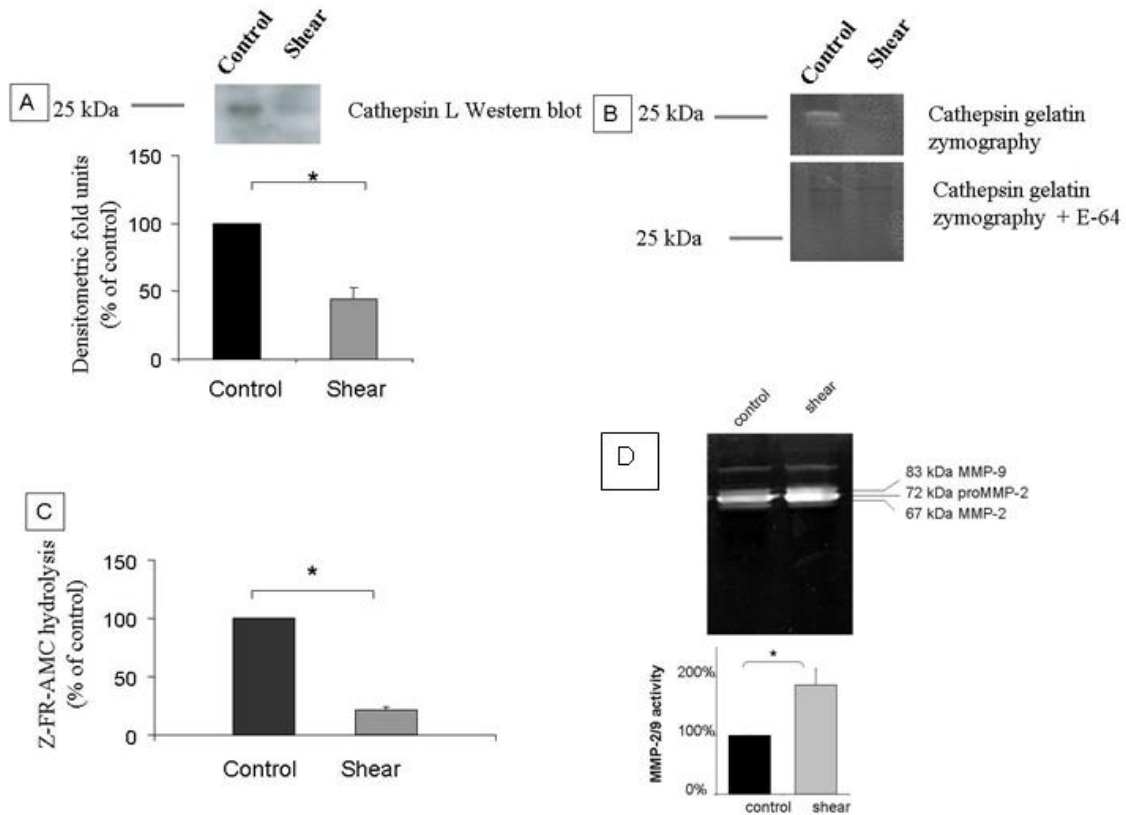 Control
Shear
A
25 kDa
Cathepsin L Western blot
150
*
100
50
0
Densitometric fold units
(% of control)
Control
Shear
Control
Shear
B
25 kDa
Cathepsin gelatin
zymography
Cathepsin gelatin
zymography + E-64
25 kDa
C
150
*
100
50
0
Z-FR-AMC hydrolysis
(% of control)
Control
Shear
D
control
shear
83 kDa MMP-9
72 kDa proMMP-2
67 kDa MMP-2
*
200%
100%
0%
MMP-2/9 activity
control
shear